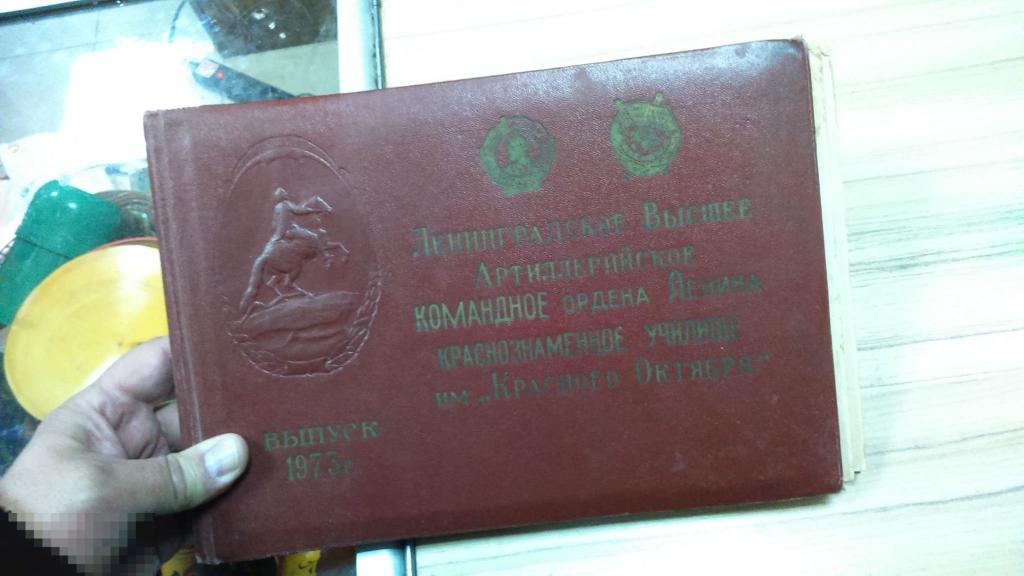 Ленинградское Высшее
Артиллерийское
командное ордена Ленина
краснознаменное училище
им „Красного Октября"
Выпуск
1973г